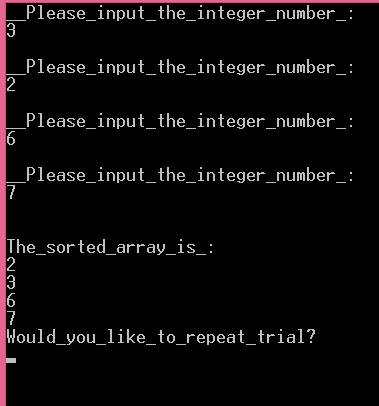 __Please_input_the_integer_number_:
3
__Please_input_the_integer_number_:
2
__Please_input_the_integer_number_:
6
__Please_input_the_integer_number_:
7
The_sorted_array_is_:
2
3
6
7
Would_you_like_to_repeat_trial?